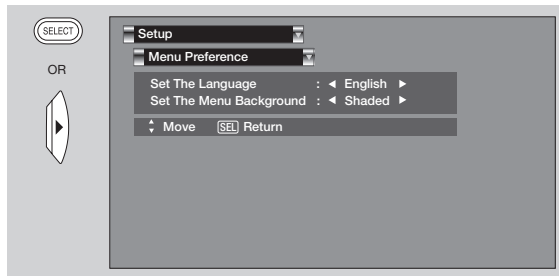 SELECT
OR
Setup
Menu Preference
Set The Language : ◄ English ►
Set The Menu Background : ◄ Shaded ►
Move SEL Return